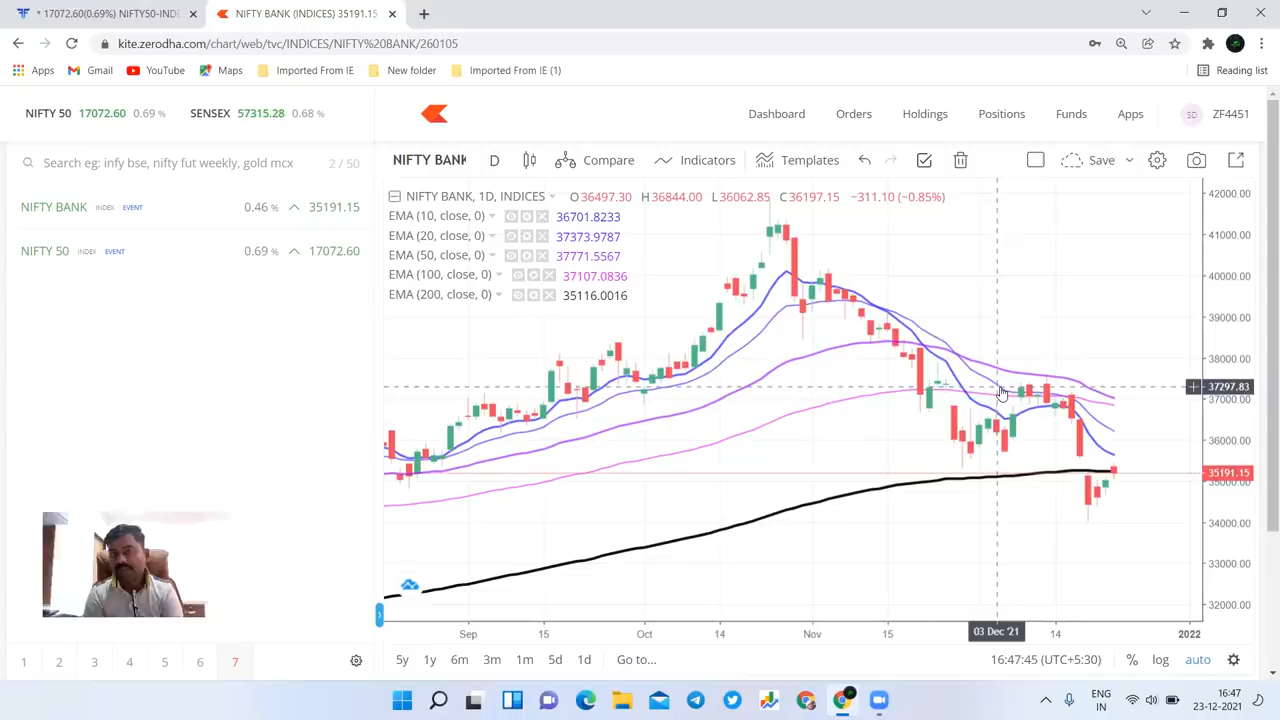 * 17072.60(0.69%) NIFTY50-IND
NIFTY BANK (INDICES) 35191.15
kite.zerodha.com/chart/web/tvc/INDICES/NIFTY%20BANK/260105
Apps
Gmail
YouTube
Maps
Imported From IE
New folder
Imported From IE (1)
Reading list
NIFTY 50 17072.60 0.69 %
SENSEX 57315.28 0.68 %
Dashboard
Orders
Holdings
Positions
Funds
Apps
SD
ZF4451
Search eg: infy bse, nifty fut weekly, gold mcx
2 / 50
NIFTY BANK INDEX EVENT 0.46 % 35191.15
NIFTY 50 INDEX EVENT 0.69 % 17072.60
NIFTY BANK
D
Compare
Indicators
Templates
Save
NIFTY BANK, 1D, INDICES
O36497.30 H36844.00 L36062.85 C36197.15 −311.10 (−0.85%)
EMA (10, close, 0) 36701.8233
EMA (20, close, 0) 37373.9787
EMA (50, close, 0) 37771.5567
EMA (100, close, 0) 37107.0836
EMA (200, close, 0) 35116.0016
42000.00
41000.00
40000.00
39000.00
38000.00
37297.83
37000.00
36000.00
35191.15
35000.00
34000.00
33000.00
32000.00
Sep
15
Oct
14
Nov
15
03 Dec '21
14
2022
5y
1y
6m
3m
1m
5d
1d
Go to...
16:47:45 (UTC+5:30)
%
log
auto
1
2
3
4
5
6
7
ENG
IN
16:47
23-12-2021